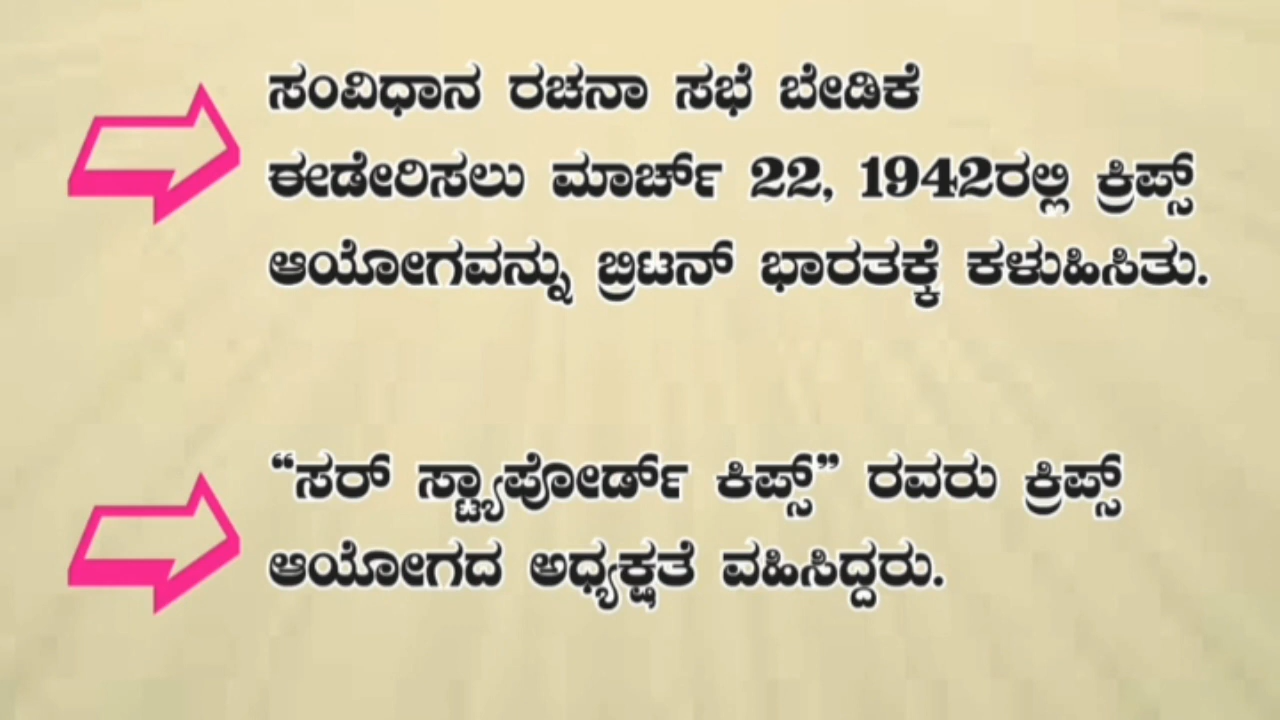 ಸಂವಿಧಾನ ರಚನಾ ಸಭೆ ಬೇಡಿಕೆ
ಈಡೇರಿಸಲು ಮಾರ್ಚ್ 22, 1942ರಲ್ಲಿ ಕ್ರಿಪ್ಸ್
ಆಯೋಗವನ್ನು ಬ್ರಿಟನ್ ಭಾರತಕ್ಕೆ ಕಳುಹಿಸಿತು.
“ಸರ್ ಸ್ಟ್ಯಾಪೋರ್ಡ್ ಕಿಪ್ಸ್” ರವರು ಕ್ರಿಪ್ಸ್
ಆಯೋಗದ ಅಧ್ಯಕ್ಷತೆ ವಹಿಸಿದ್ದರು.